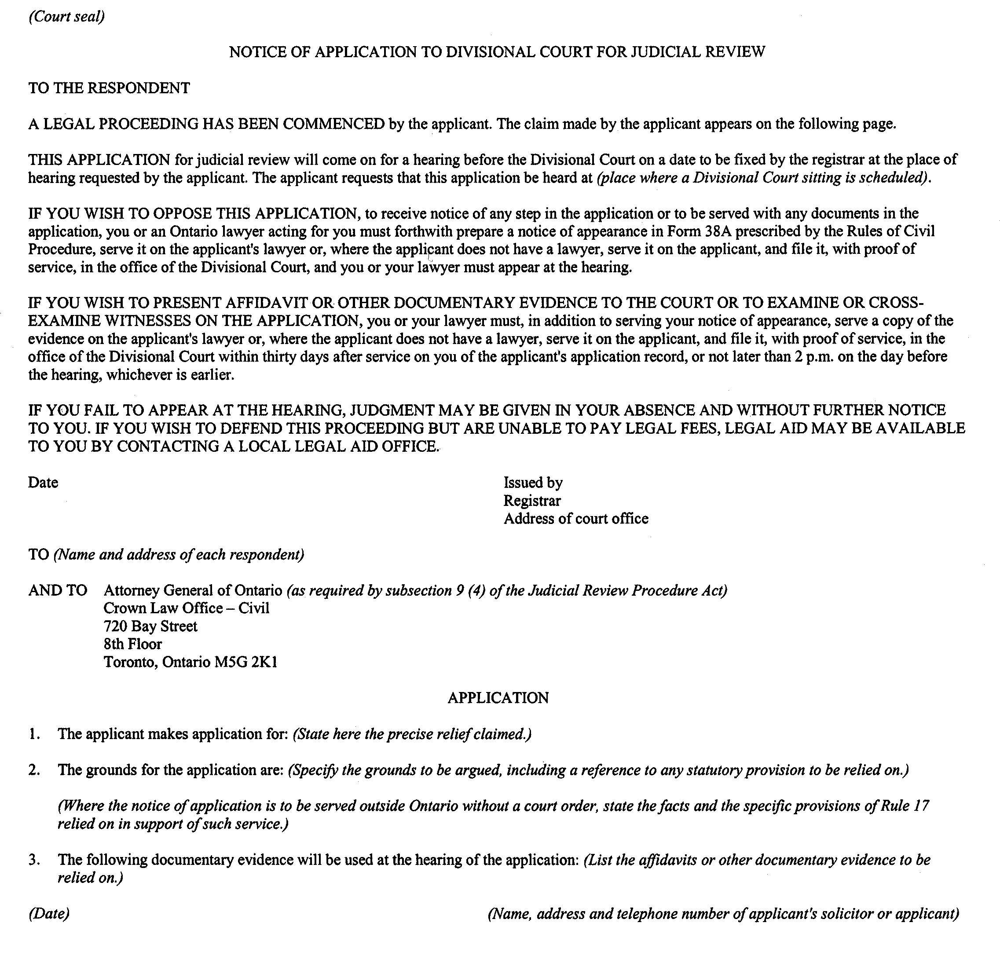 (Court seal)
NOTICE OF APPLICATION TO DIVISIONAL COURT FOR JUDICIAL REVIEW
TO THE RESPONDENT
A LEGAL PROCEEDING HAS BEEN COMMENCED by the applicant. The claim made by the applicant appears on the following page.
THIS APPLICATION for judicial review will come on for a hearing before the Divisional Court on a date to be fixed by the registrar at the place of
hearing requested by the applicant. The applicant requests that this application be heard at (place where a Divisional Court sitting is scheduled).
IF YOU WISH TO OPPOSE THIS APPLICATION, to receive notice of any step in the application or to be served with any documents in the
application, you or an Ontario lawyer acting for you must forthwith prepare a notice of appearance in Form 38A prescribed by the Rules of Civil
Procedure, serve it on the applicant's lawyer or, where the applicant does not have a lawyer, serve it on the applicant, and file it, with proof of
service, in the office of the Divisional Court, and you or your lawyer must appear at the hearing.
IF YOU WISH TO PRESENT AFFIDAVIT OR OTHER DOCUMENTARY EVIDENCE TO THE COURT OR TO EXAMINE OR CROSS-
EXAMINE WITNESSES ON THE APPLICATION, you or your lawyer must, in addition to serving your notice of appearance, serve a copy of the
evidence on the applicant's lawyer or, where the applicant does not have a lawyer, serve it on the applicant, and file it, with proof of service, in the
office of the Divisional Court within thirty days after service on you of the applicant's application record, or not later than 2 p.m. on the day before
the hearing, whichever is earlier.
IF YOU FAIL TO APPEAR AT THE HEARING, JUDGMENT MAY BE GIVEN IN YOUR ABSENCE AND WITHOUT FURTHER NOTICE
TO YOU. IF YOU WISH TO DEFEND THIS PROCEEDING BUT ARE UNABLE TO PAY LEGAL FEES, LEGAL AID MAY BE AVAILABLE
TO YOU BY CONTACTING A LOCAL LEGAL AID OFFICE.
Date
Issued by
Registrar
Address of court office
TO (Name and address of each respondent)
AND TO Attorney General of Ontario (as required by subsection 9 (4) of the Judicial Review Procedure Act)
Crown Law Office – Civil
720 Bay Street
8th Floor
Toronto, Ontario M5G 2K1
APPLICATION
1. The applicant makes application for: (State here the precise relief claimed.)
2. The grounds for the application are: (Specify the grounds to be argued, including a reference to any statutory provision to be relied on.)
(Where the notice of application is to be served outside Ontario without a court order, state the facts and the specific provisions of Rule 17
relied on in support of such service.)
3. The following documentary evidence will be used at the hearing of the application: (List the affidavits or other documentary evidence to be
relied on.)
(Date)
(Name, address and telephone number of applicant's solicitor or applicant)